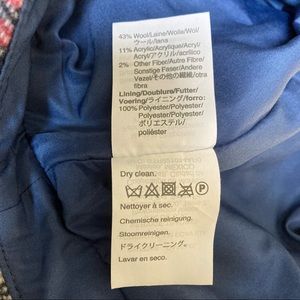 43% Wool/Laine/Wolle/Wol/
ウール/lana
11% Acrylic/Acrylique/Acryl/
Acryl/アクリル/acrílico
2% Other Fiber/Autre Fibre/
Sonstige Faser/Andere
Vezel/その他の繊維/otra
fibra
Lining/Doublure/Futter/
Voering/ライニング/forro:
100% Polyester/Polyester/
Polyester/Polyester/
ポリエステル/
poliéster
Dry clean.
P
Nettoyer à sec.
Chemische reinigung.
Stoomreinigen.
ドライクリーニング。
Lavar en seco.